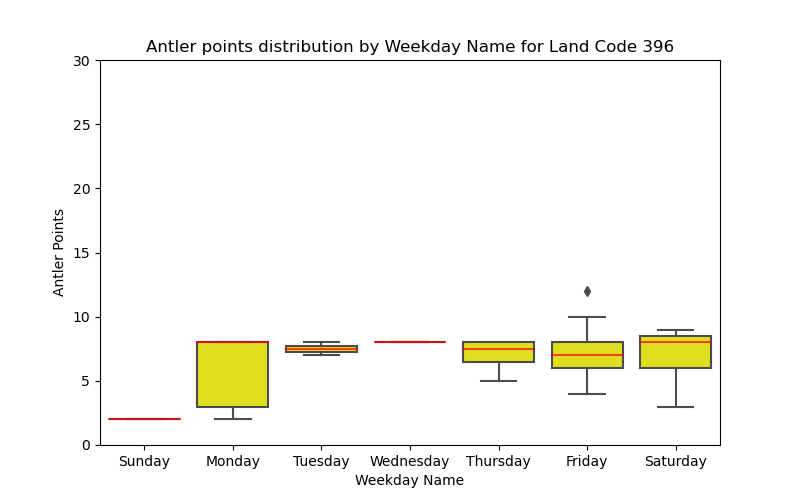 Antler points distribution by Weekday Name for Land Code 396
30
25
20
15
10
5
0
Antler Points
Sunday Monday Tuesday Wednesday Thursday Friday Saturday
Weekday Name